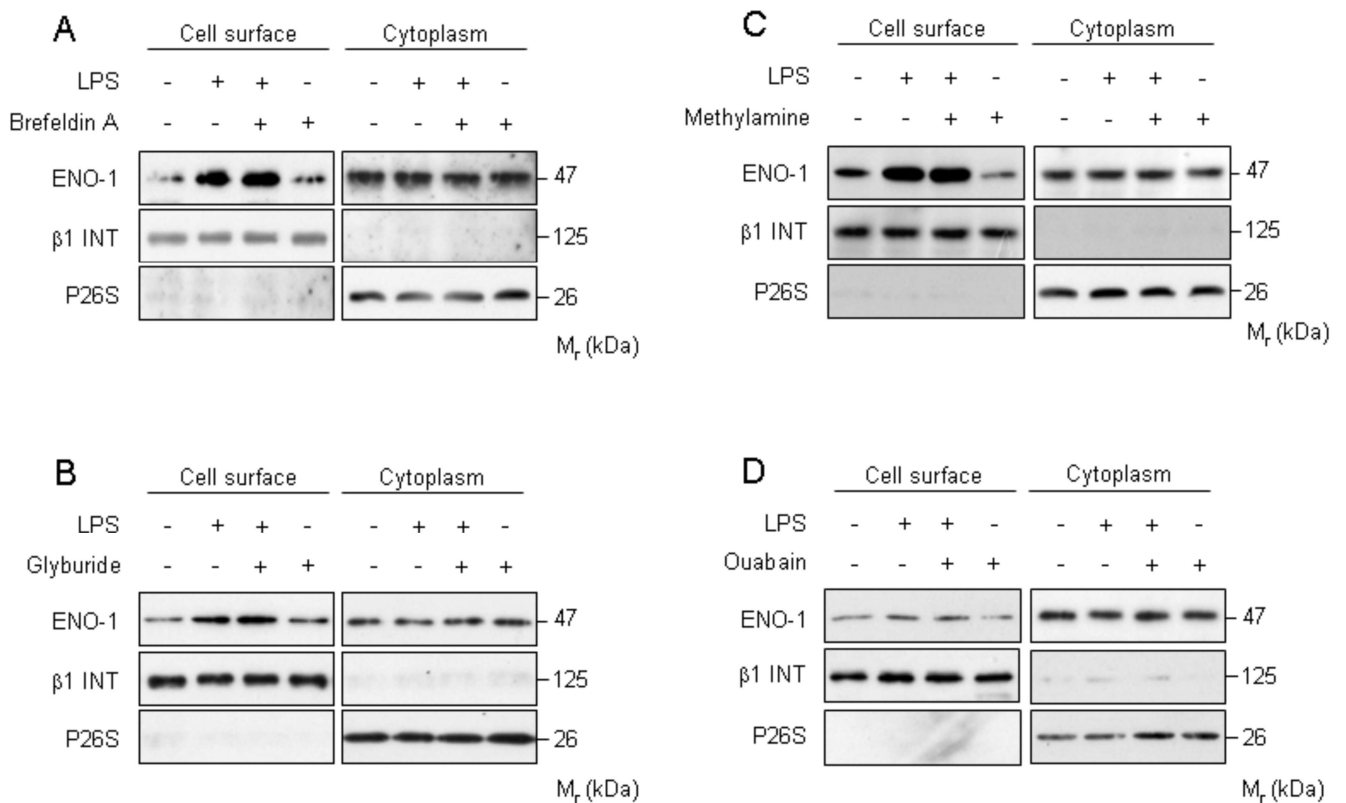 A
Cell surface Cytoplasm
LPS - + + - - + + -
Brefeldin A - - + + - - + +
ENO-1 47
β1 INT 125
P26S 26
Mr (kDa)
C
Cell surface Cytoplasm
LPS - + + - - + + -
Methylamine - - + + - - + +
ENO-1 47
β1 INT 125
P26S 26
Mr (kDa)
B
Cell surface Cytoplasm
LPS - + + - - + + -
Glyburide - - + + - - + +
ENO-1 47
β1 INT 125
P26S 26
Mr (kDa)
D
Cell surface Cytoplasm
LPS - + + - - + + -
Ouabain - - + + - - + +
ENO-1 47
β1 INT 125
P26S 26
Mr (kDa)